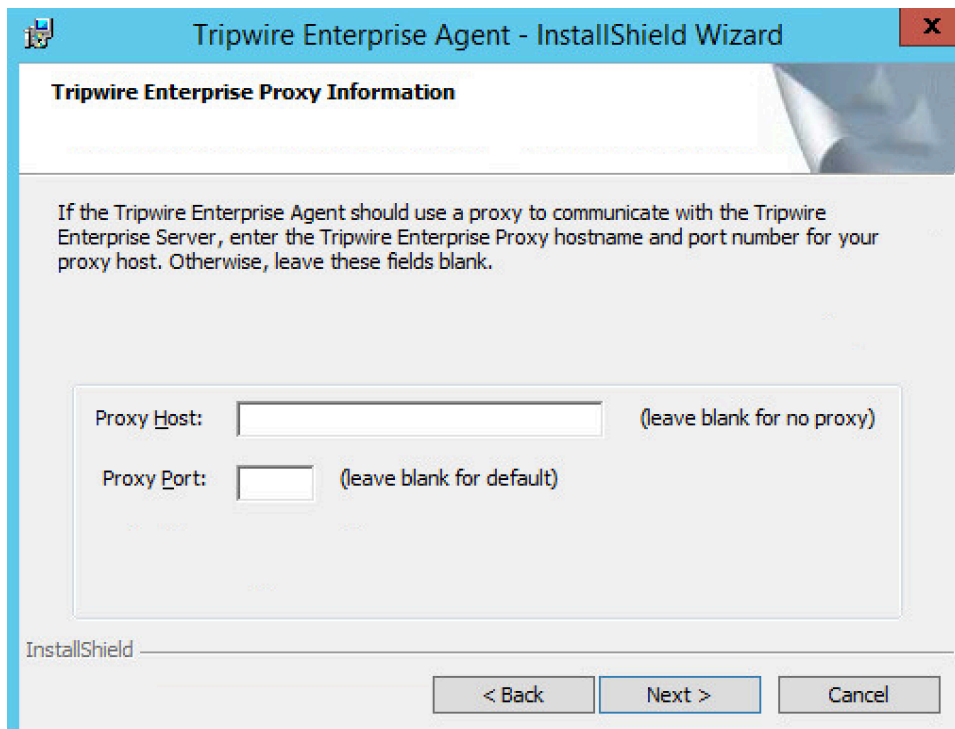 Tripwire Enterprise Agent - InstallShield Wizard
X
Tripwire Enterprise Proxy Information
If the Tripwire Enterprise Agent should use a proxy to communicate with the Tripwire
Enterprise Server, enter the Tripwire Enterprise Proxy hostname and port number for your
proxy host. Otherwise, leave these fields blank.
Proxy Host: (leave blank for no proxy)
Proxy Port: (leave blank for default)
InstallShield
< Back Next > Cancel